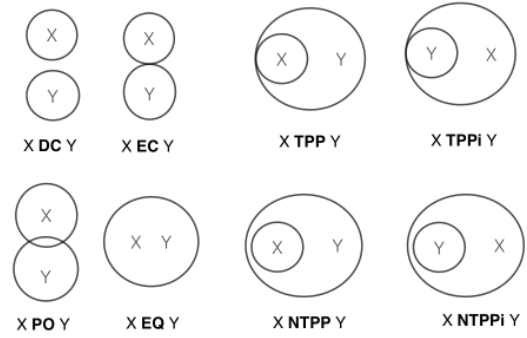 X
Y
X DC Y
X
Y
X EC Y
X Y
X TPP Y
Y X
X TPPi Y
X
Y
X PO Y
X Y
X EQ Y
X Y
X NTPP Y
Y X
X NTPPi Y